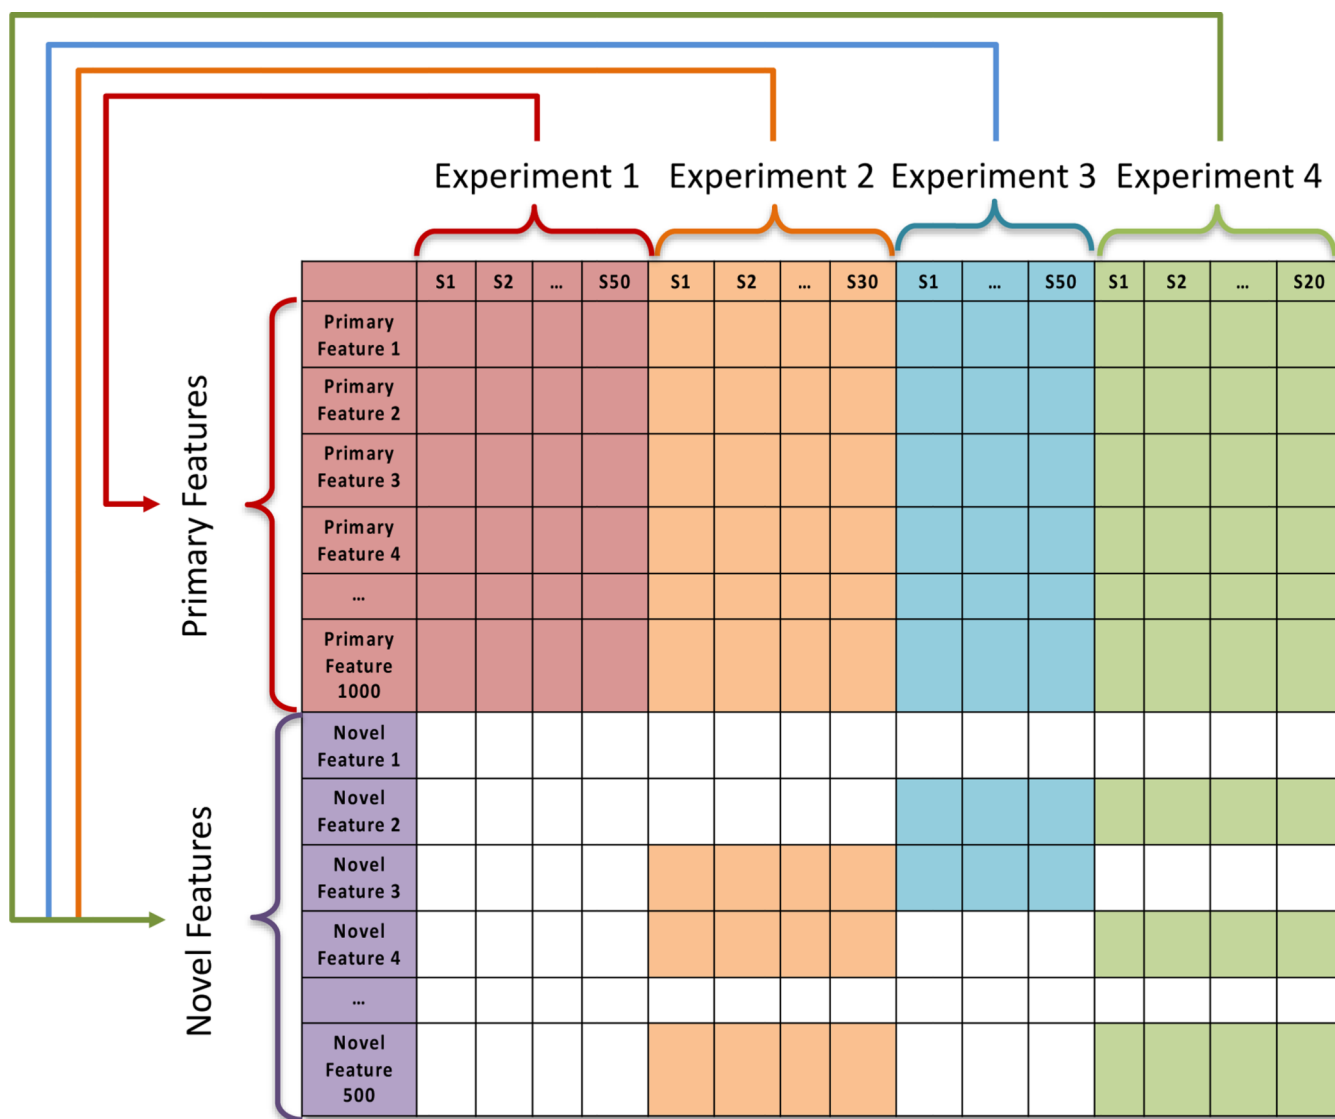 Experiment 1 Experiment 2 Experiment 3 Experiment 4
S1 S2 ... S50 S1 S2 ... S30 S1 ... S50 S1 S2 ... S20
Primary Features
Primary
Feature 1
Primary
Feature 2
Primary
Feature 3
Primary
Feature 4
...
Primary
Feature
1000
Novel Features
Novel
Feature 1
Novel
Feature 2
Novel
Feature 3
Novel
Feature 4
...
Novel
Feature
500